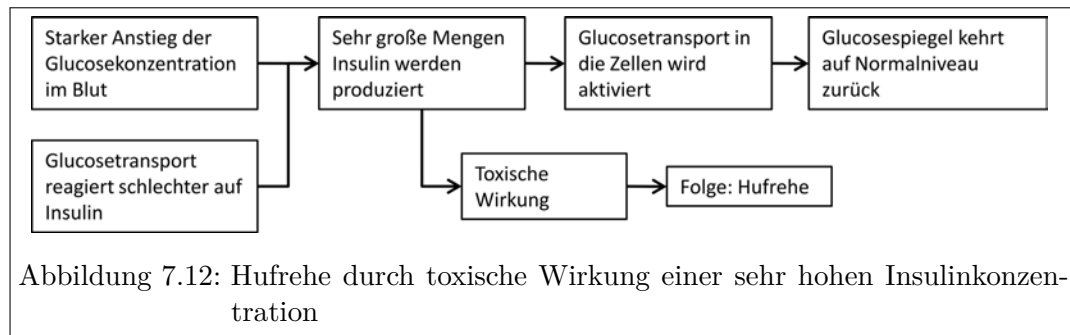 Starker Anstieg der
Glucosekonzentration
im Blut
Sehr große Mengen
Insulin werden
produziert
Glucosetransport in
die Zellen wird
aktiviert
Glucosespiegel kehrt
auf Normalniveau
zurück
Glucosetransport
reagiert schlechter auf
Insulin
Toxische
Wirkung
Folge: Hufrehe
Abbildung 7.12: Hufrehe durch toxische Wirkung einer sehr hohen Insulinkonzen-
tration